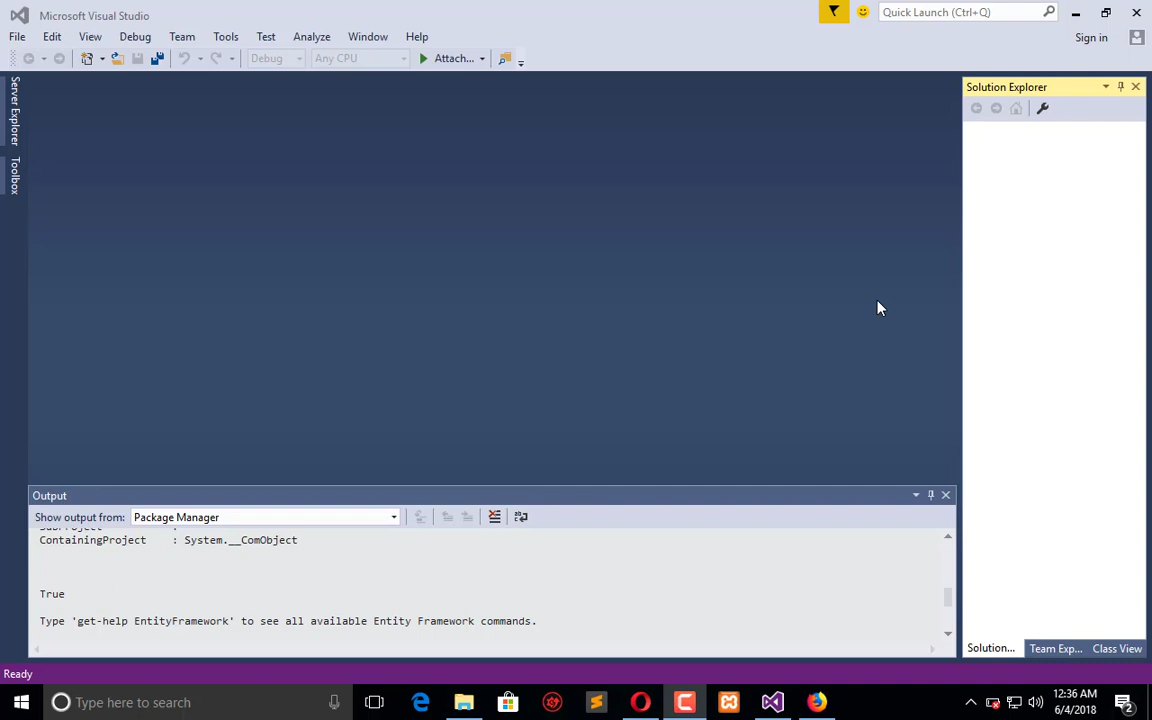 Microsoft Visual Studio
Quick Launch (Ctrl+Q)
File Edit View Debug Team Tools Test Analyze Window Help
Sign in
Debug Any CPU Attach...
Server Explorer
Toolbox
Solution Explorer
Output
Show output from: Package Manager
ContainingProject : System.__ComObject
True
Type 'get-help EntityFramework' to see all available Entity Framework commands.
Solution... Team Exp... Class View
Ready
Type here to search
12:36 AM
6/4/2018
2